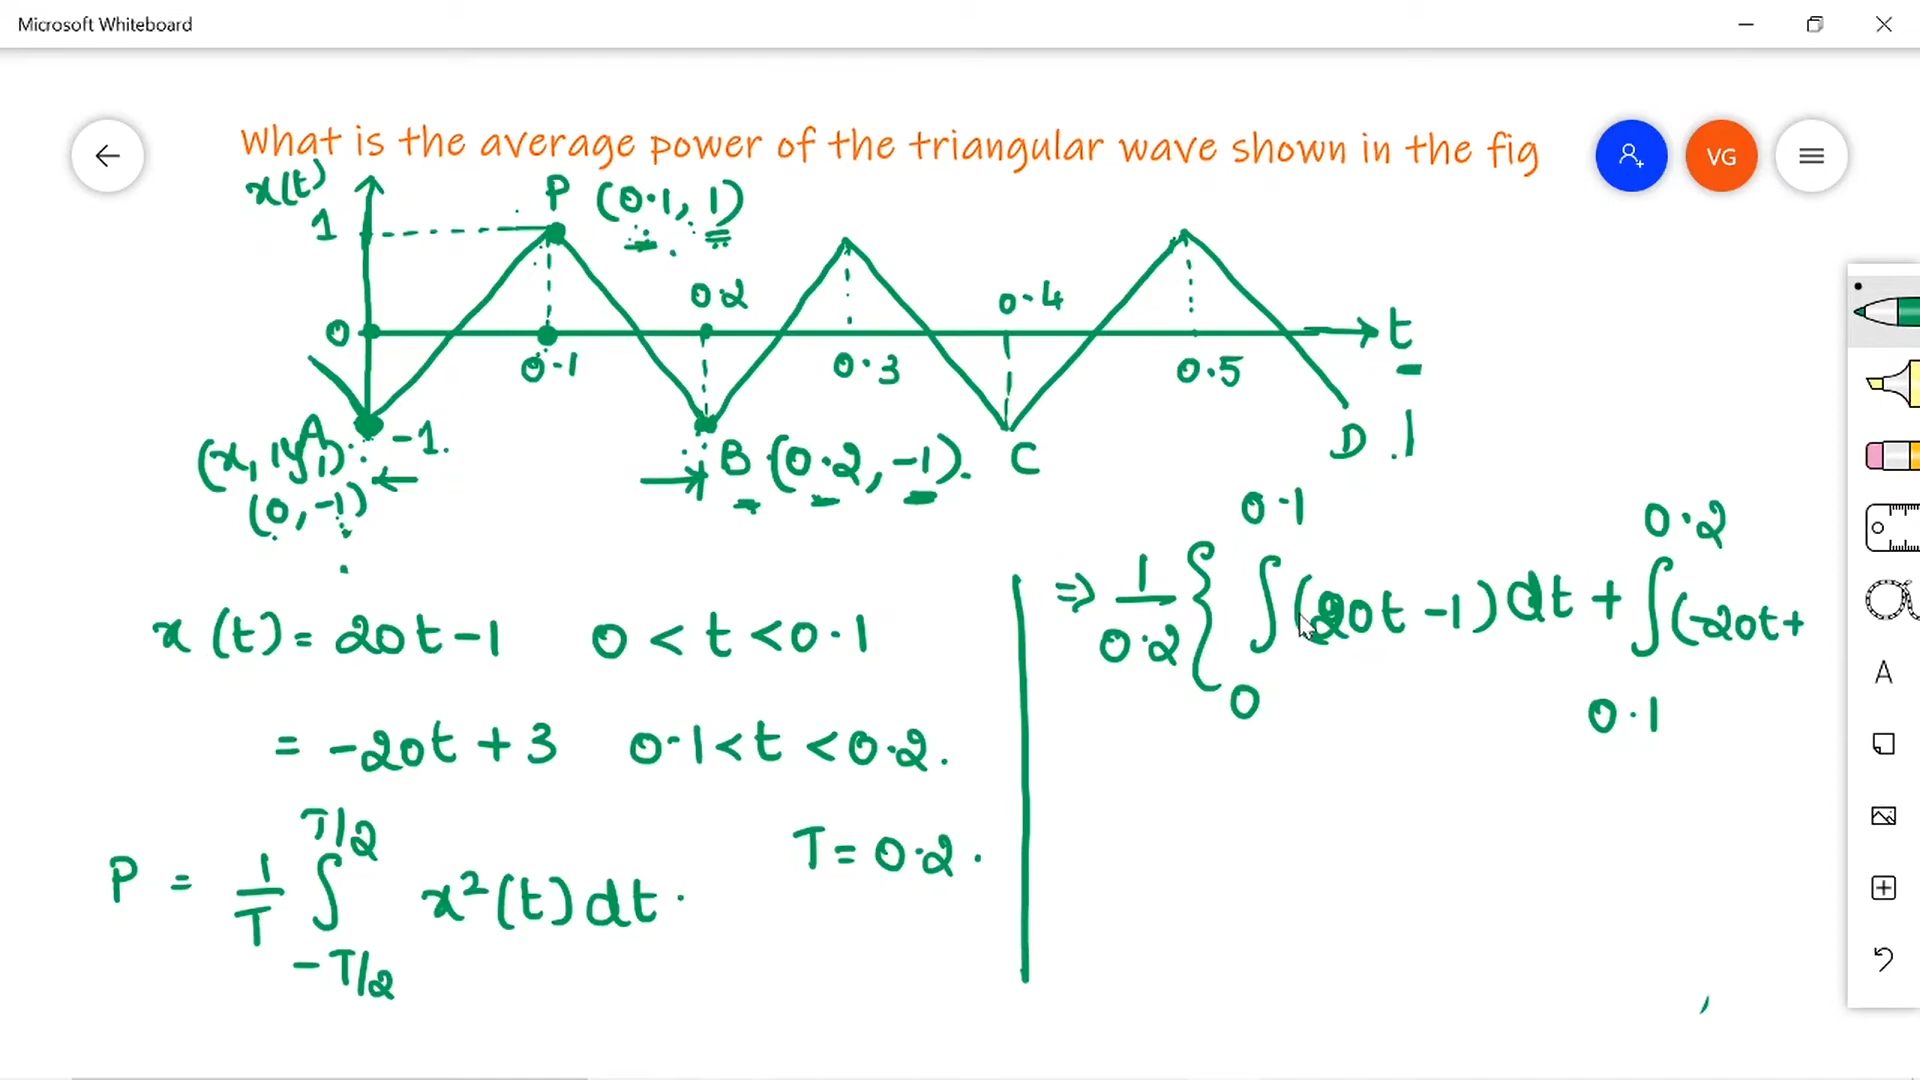 Microsoft Whiteboard
What is the average power of the triangular wave shown in the fig
VG
x(t)
P (0.1, 1)
1
0.2
0.4
0
t
0.1
0.3
0.5
A
-1.
(x1, y1)
B (0.2, -1).
C
D
(0, -1)
x(t) = 20t - 1 0 < t < 0.1
= -20t + 3 0.1 < t < 0.2.
P = 1/T ∫_{-T/2}^{T/2} x²(t) dt. T = 0.2.
⇒ 1/0.2 { ∫_{0}^{0.1} (20t - 1) dt + ∫_{0.1}^{0.2} (-20t +
A